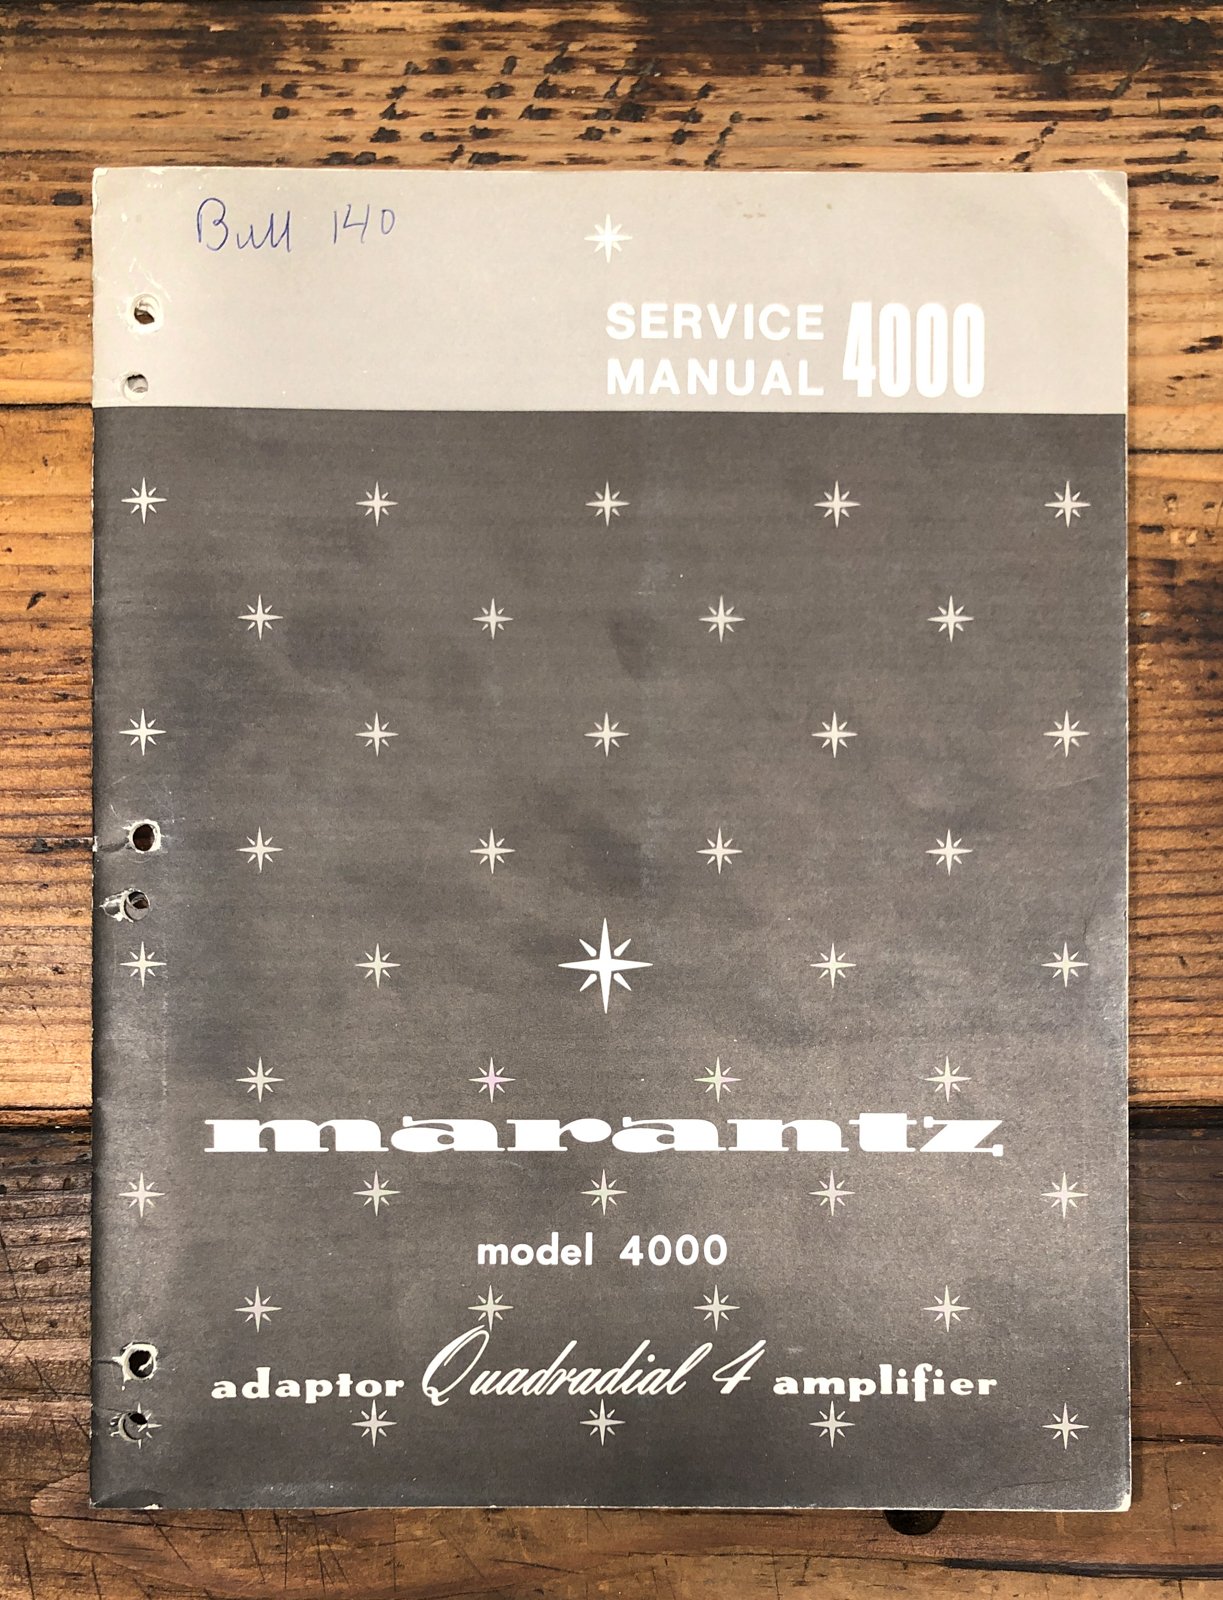 Bull 140
SERVICE
MANUAL 4000
marantz
model 4000
adaptor Quadradial 4 amplifier